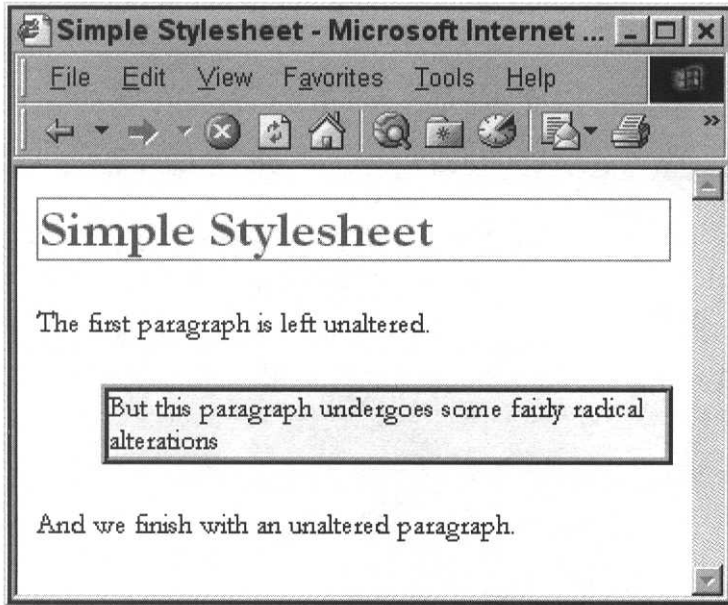 Simple Stylesheet - Microsoft Internet ...
File Edit View Favorites Tools Help
»
Simple Stylesheet
The first paragraph is left unaltered.
But this paragraph undergoes some fairly radical
alterations
And we finish with an unaltered paragraph.